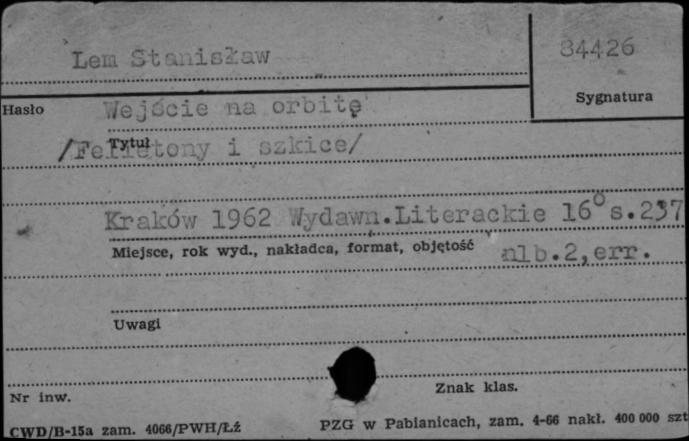 Lem Stanisław
84426
Sygnatura
Hasło
Wejście na orbitę
Tytuł
/Felietony i szkice/
Kraków 1962 Wydawn.Literackie 16° s.237
Miejsce, rok wyd., nakładca, format, objętość
nlb.2,err.
Uwagi
Nr inw.
Znak klas.
CWD/B-15a zam. 4066/PWH/Łź
PZG w Pabianicach, zam. 4-66 nakł. 400 000 szt